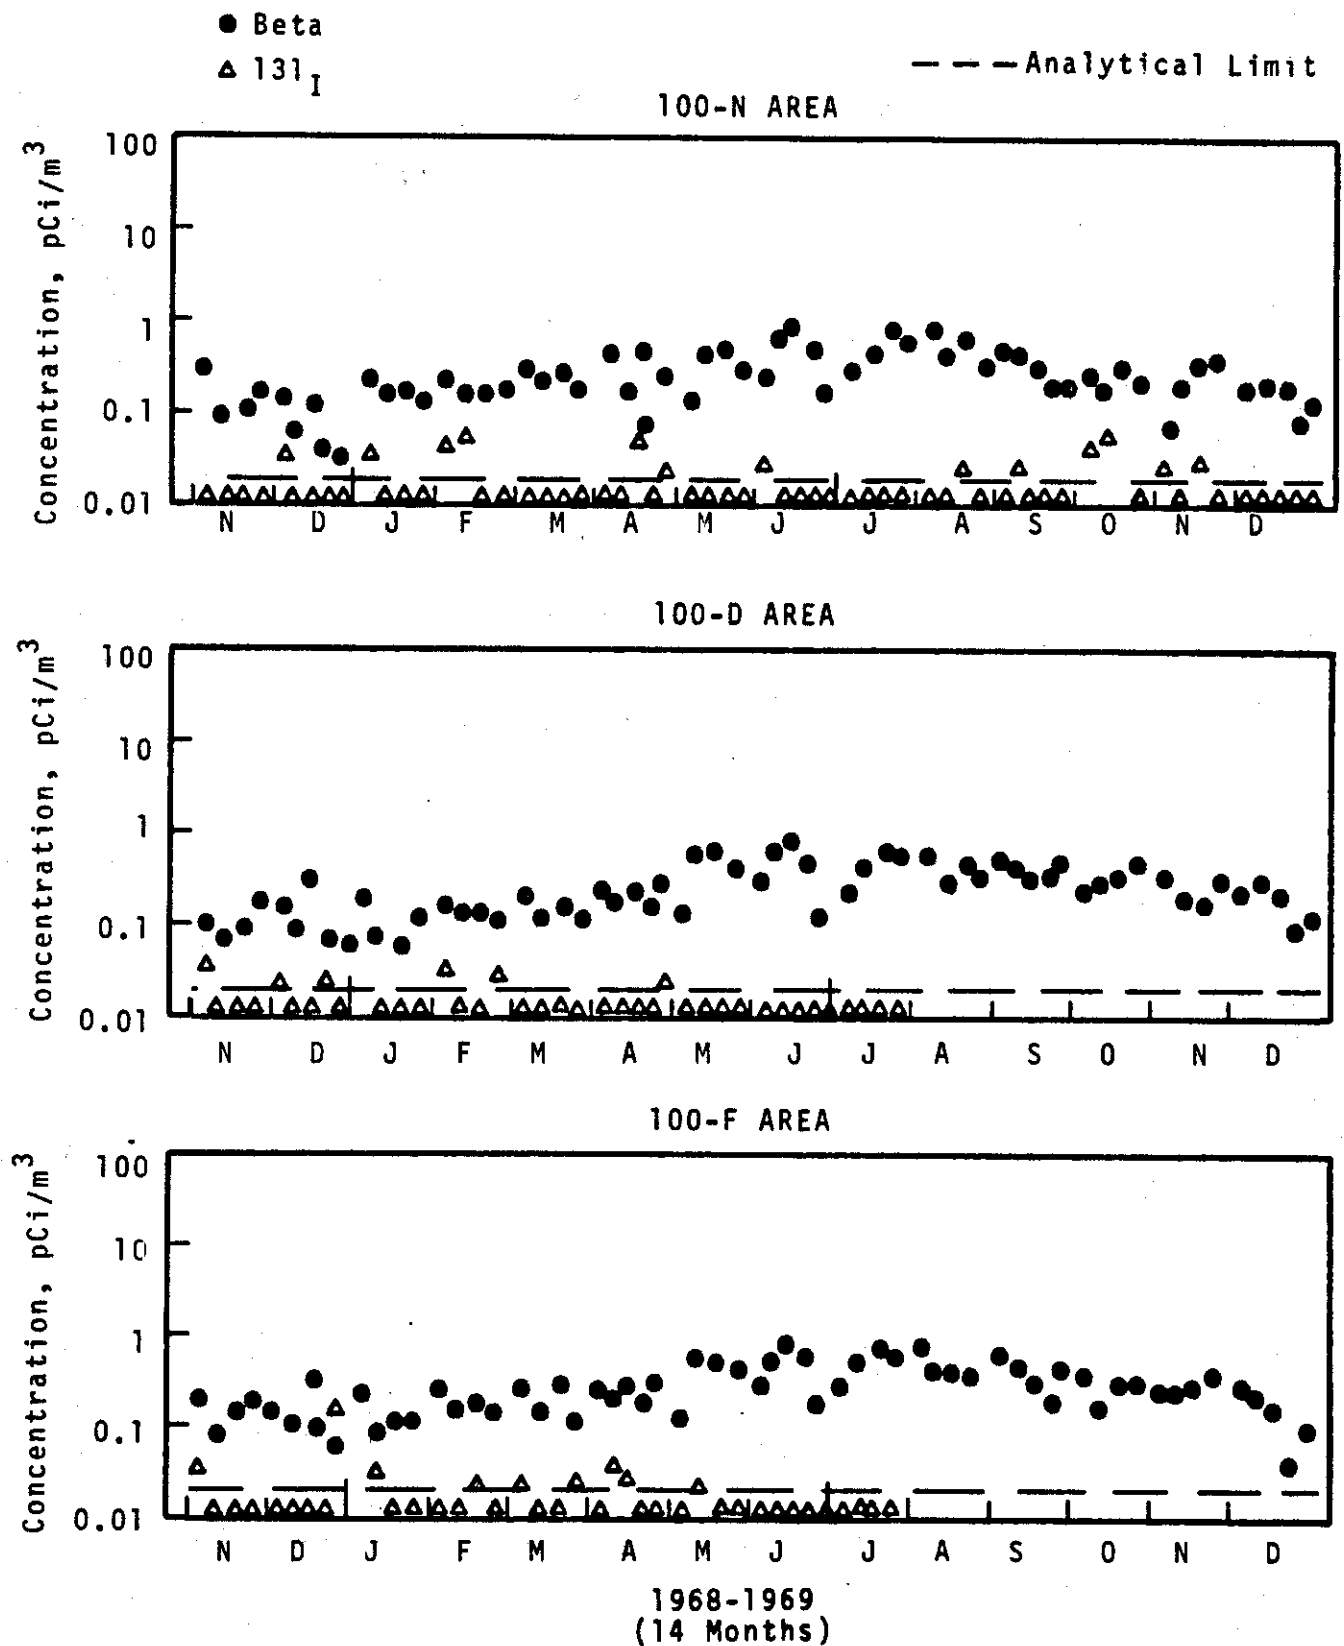 ● Beta
△ 131I
— — — Analytical Limit
100-N AREA
Concentration, pCi/m³
100
10
1
0.1
0.01
N D J F M A M J J A S O N D
100-D AREA
Concentration, pCi/m³
100
10
1
0.1
0.01
N D J F M A M J J A S O N D
100-F AREA
Concentration, pCi/m³
100
10
1
0.1
0.01
N D J F M A M J J A S O N D
1968-1969
(14 Months)